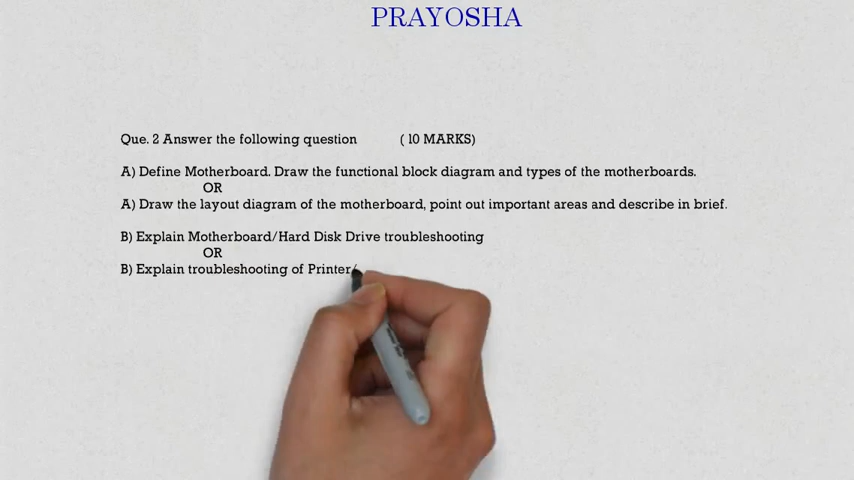 PRAYOSHA
Que. 2 Answer the following question ( 10 MARKS)
A) Define Motherboard. Draw the functional block diagram and types of the motherboards.
OR
A) Draw the layout diagram of the motherboard, point out important areas and describe in brief.
B) Explain Motherboard/Hard Disk Drive troubleshooting
OR
B) Explain troubleshooting of Printer/